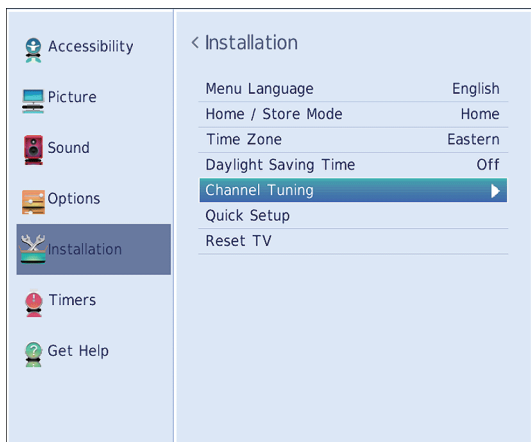 Accessibility
Picture
Sound
Options
Installation
Timers
Get Help
< Installation
Menu Language English
Home / Store Mode Home
Time Zone Eastern
Daylight Saving Time Off
Channel Tuning
Quick Setup
Reset TV